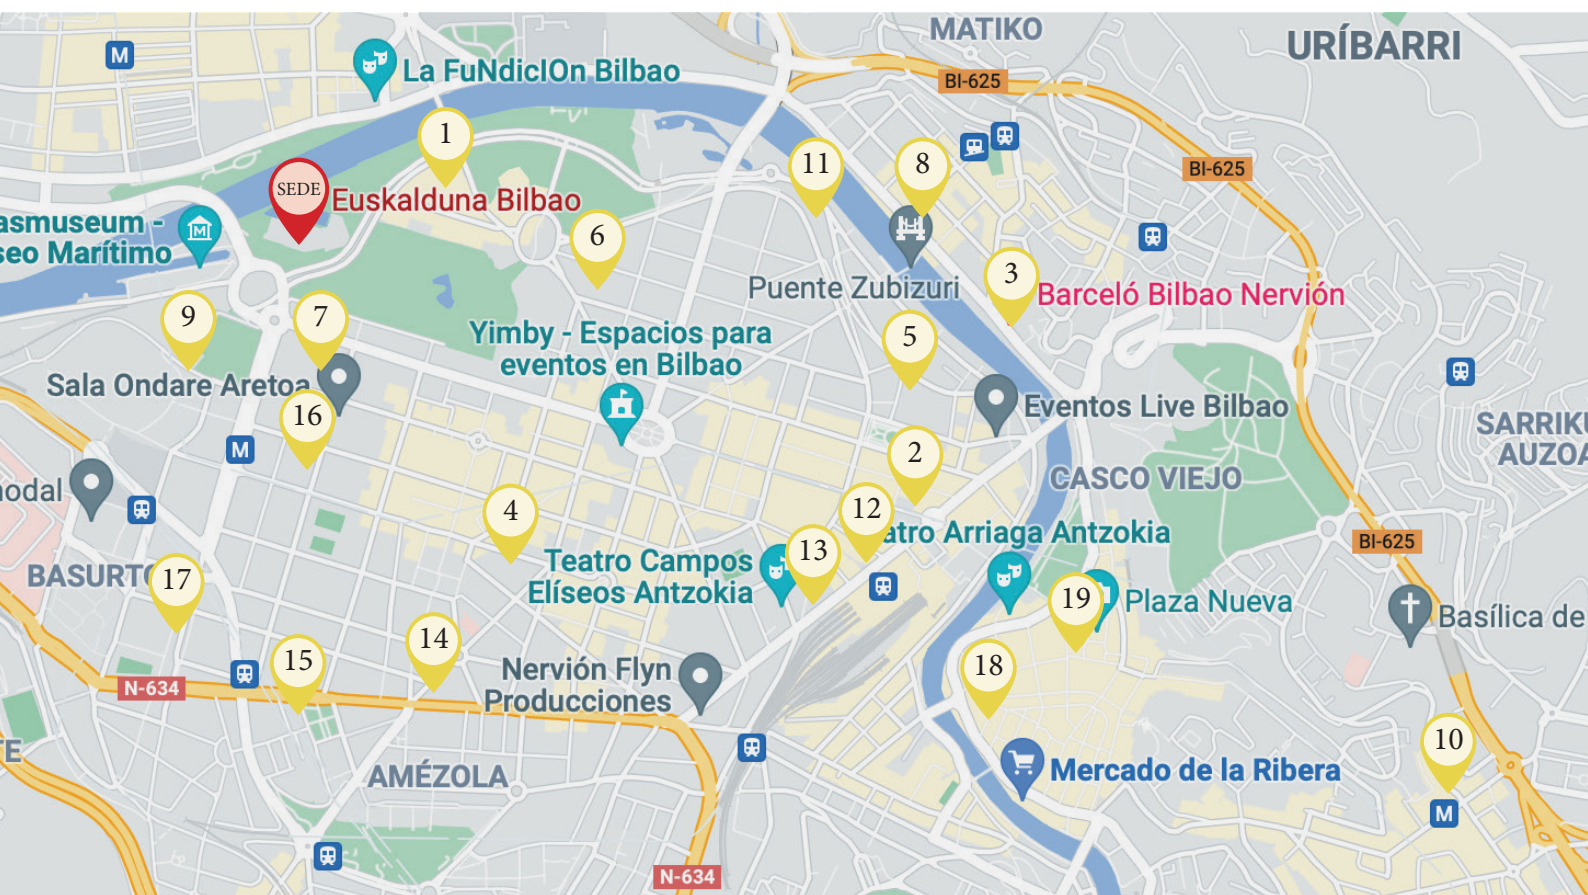 MATIKO
URÍBARRI
M
La FuNdicIOn Bilbao
BI-625
1
11
8
BI-625
SEDE
Euskalduna Bilbao
asmuseum -
seo Marítimo
M
6
3
Puente Zubizuri
Barceló Bilbao Nervión
9
7
5
Yimby - Espacios para
eventos en Bilbao
Sala Ondare Aretoa
16
Eventos Live Bilbao
SARRIKU
AUZOA
M
2
CASCO VIEJO
nodal
4
12
atro Arriaga Antzokia
BI-625
13
Teatro Campos
Elíseos Antzokia
BASURTO
17
19
Plaza Nueva
Basílica de
14
15
18
Nervión Flyn
Producciones
N-634
10
TE
AMÉZOLA
Mercado de la Ribera
M
N-634